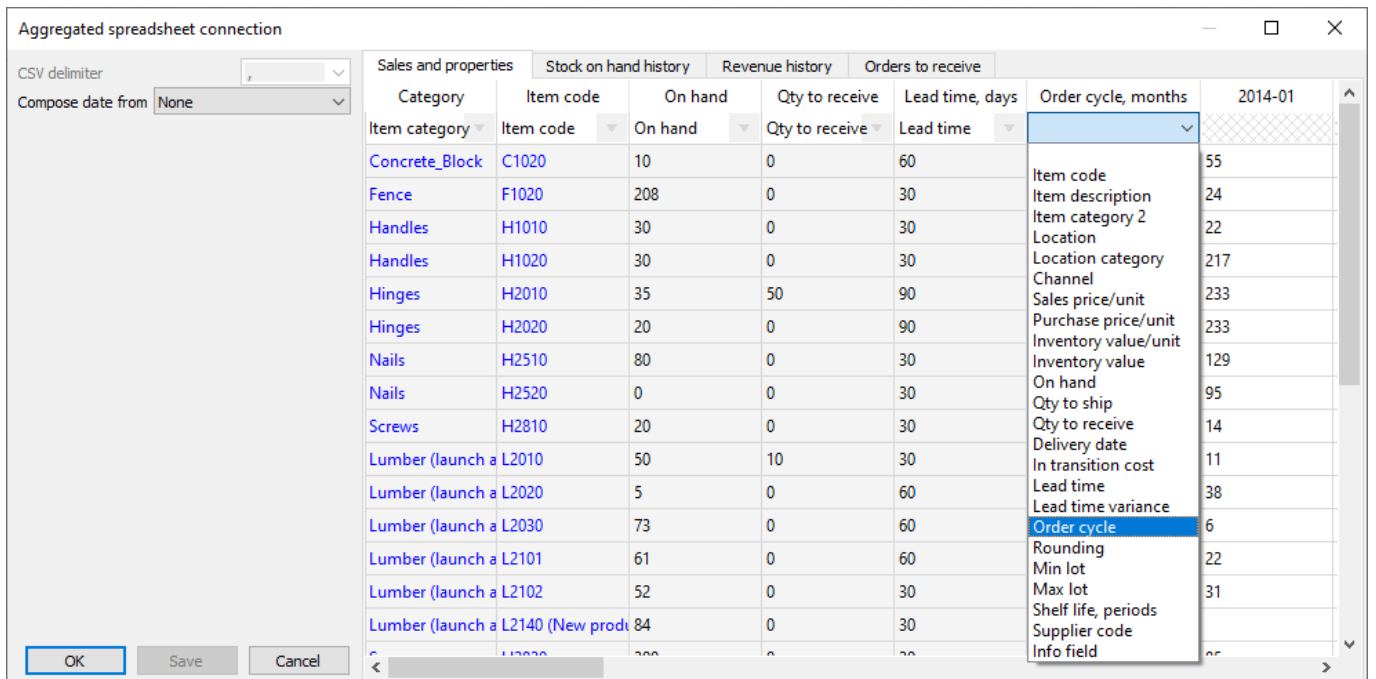 Aggregated spreadsheet connection
CSV delimiter ,
Compose date from None
Sales and properties Stock on hand history Revenue history Orders to receive
Category Item code On hand Qty to receive Lead time, days Order cycle, months 2014-01
Item category Item code On hand Qty to receive Lead time
Concrete_Block C1020 10 0 60 55
Fence F1020 208 0 30 24
Handles H1010 30 0 30 22
Handles H1020 30 0 30 217
Hinges H2010 35 50 90 233
Hinges H2020 20 0 90 233
Nails H2510 80 0 30 129
Nails H2520 0 0 30 95
Screws H2810 20 0 30 14
Lumber (launch a L2010 50 10 30 11
Lumber (launch a L2020 5 0 60 38
Lumber (launch a L2030 73 0 60 6
Lumber (launch a L2101 61 0 60 22
Lumber (launch a L2102 52 0 30 31
Lumber (launch a L2140 (New produ 84 0 30
Item code
Item description
Item category 2
Location
Location category
Channel
Sales price/unit
Purchase price/unit
Inventory value/unit
Inventory value
On hand
Qty to ship
Qty to receive
Delivery date
In transition cost
Lead time
Lead time variance
Order cycle
Rounding
Min lot
Max lot
Shelf life, periods
Supplier code
Info field
OK Save Cancel